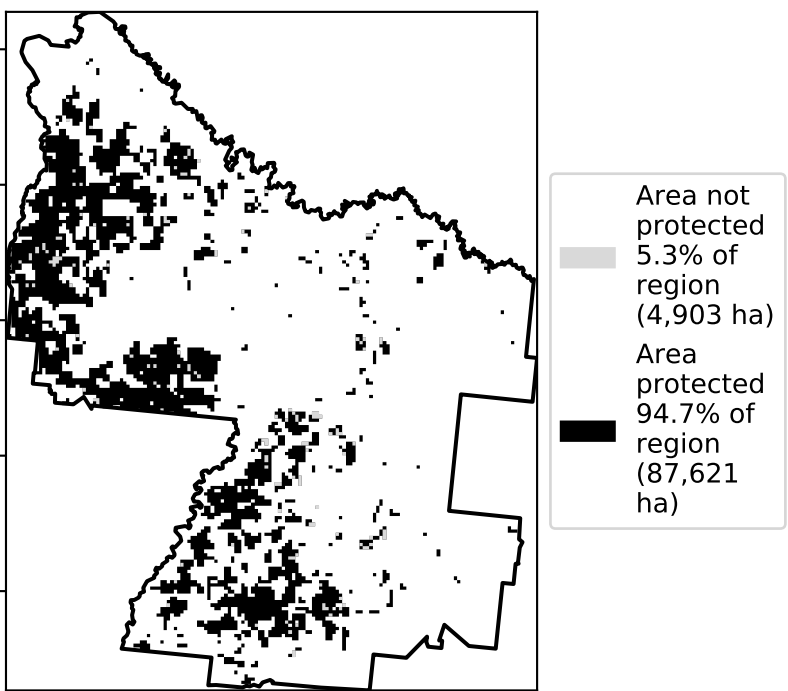 Area not
protected
5.3% of
region
(4,903 ha)
Area
protected
94.7% of
region
(87,621
ha)